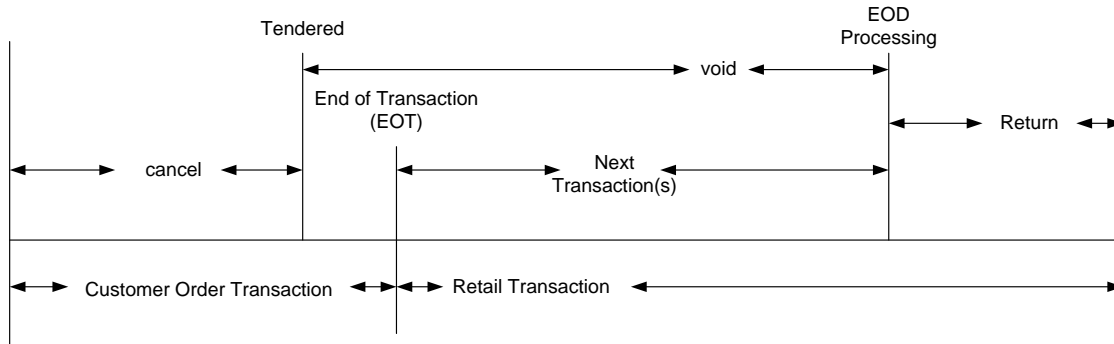 EOD
Processing
Tendered
void
End of Transaction
(EOT)
Return
cancel
Next
Transaction(s)
Customer Order Transaction
Retail Transaction